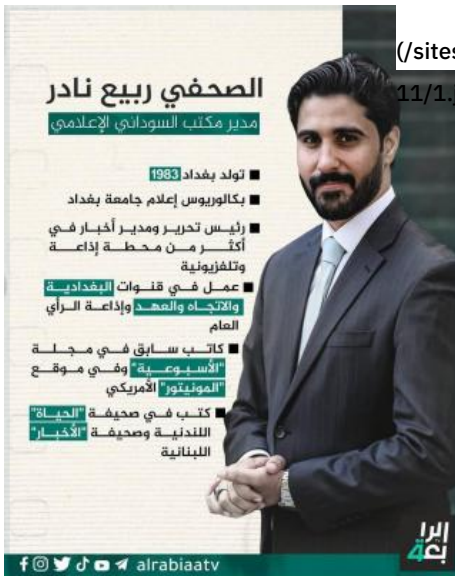 (/sites
11/1.j
الصحفي ربيع نادر
مدير مكتب السوداني الإعلامي
■ تولد بغداد 1983
■ بكالوريوس إعلام جامعة بغداد
■ رئيس تحرير ومدير أخبار في
أكثر من محطة إذاعة
وتلفزيونية
■ عمل في قنوات البغدادية
والاتجاه والعهد وإذاعة الرأي
العام
■ كاتب سابق في مجلة
"الأسبوعية" وفي موقع
"المونيتور" الأمريكي
■ كتب في صحيفة "الحياة"
اللندنية وصحيفة "الأخبار"
اللبنانية
الرا
بعة
alrabiaatv